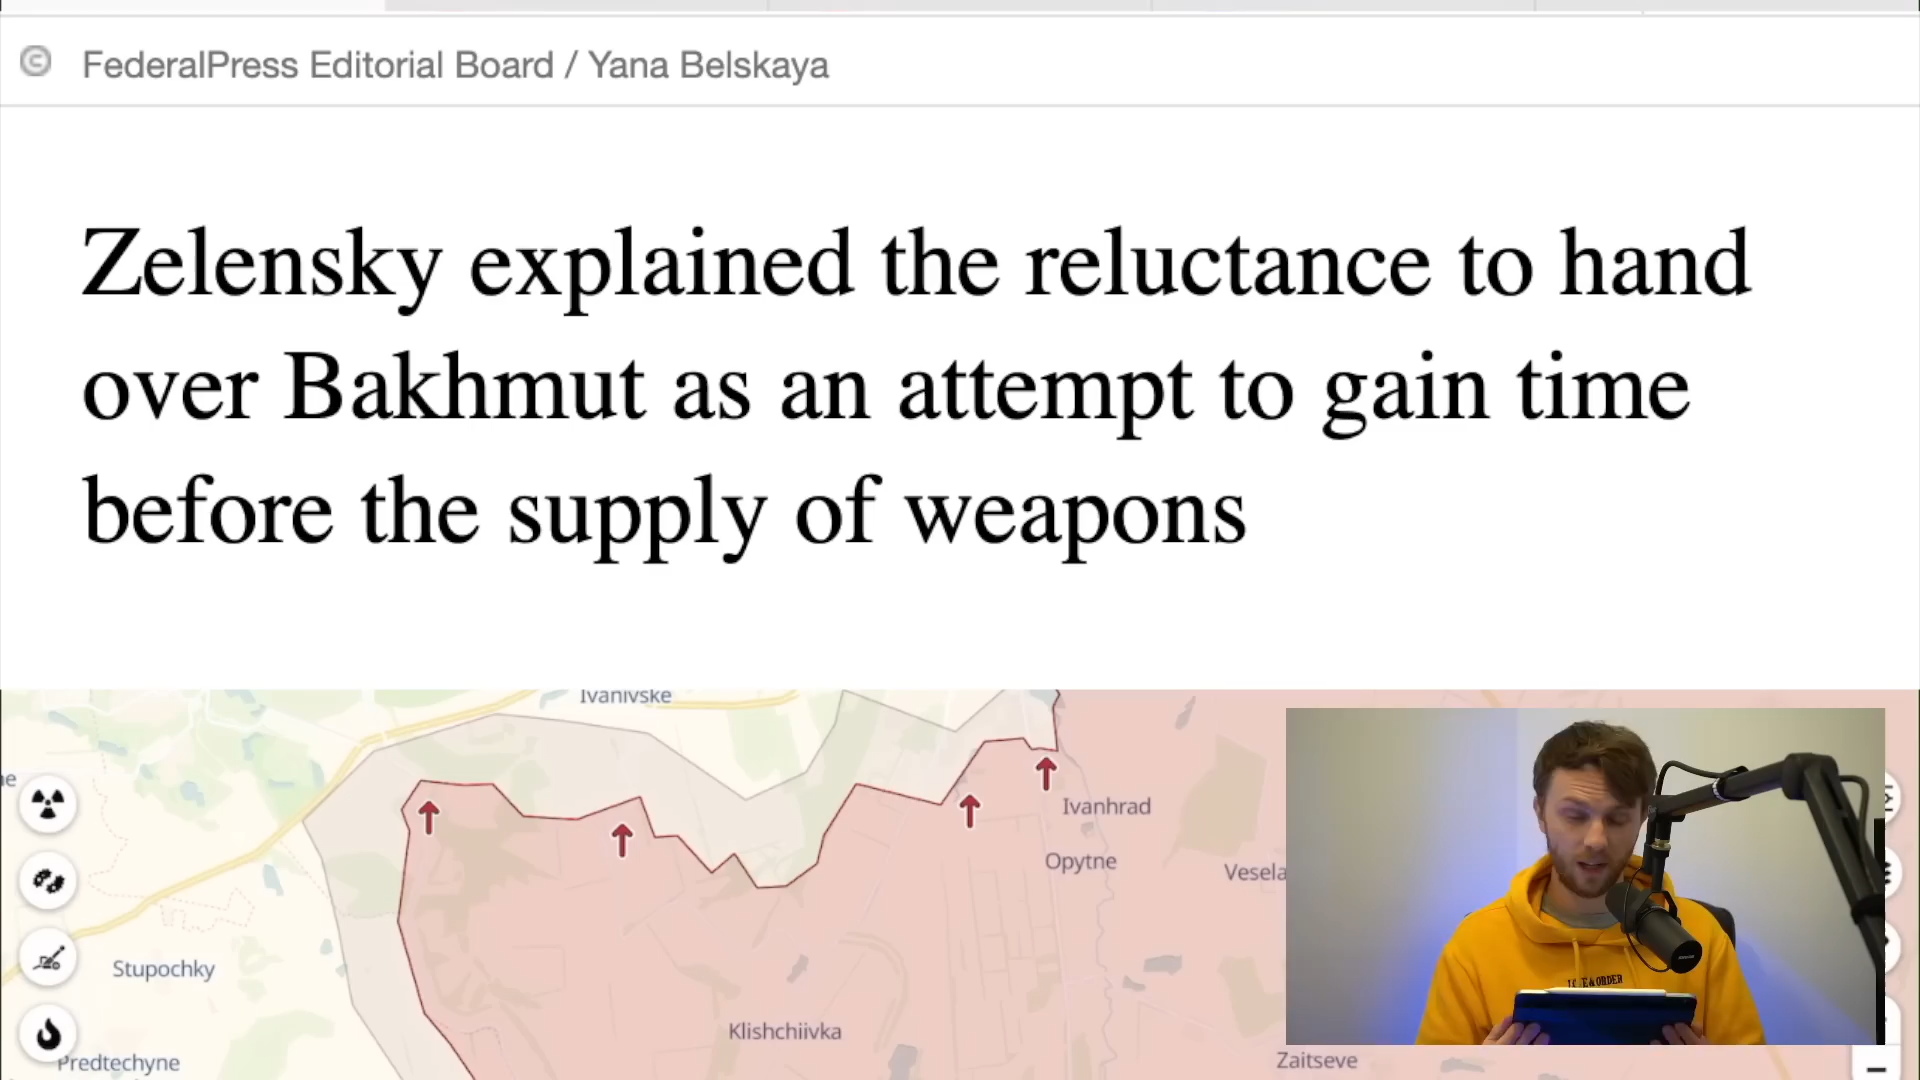 © FederalPress Editorial Board / Yana Belskaya
Zelensky explained the reluctance to hand
over Bakhmut as an attempt to gain time
before the supply of weapons
Ivanivske
Ivanhrad
Opytne
Vesela
Stupochky
Klishchiivka
Predtechyne
Zaitseve